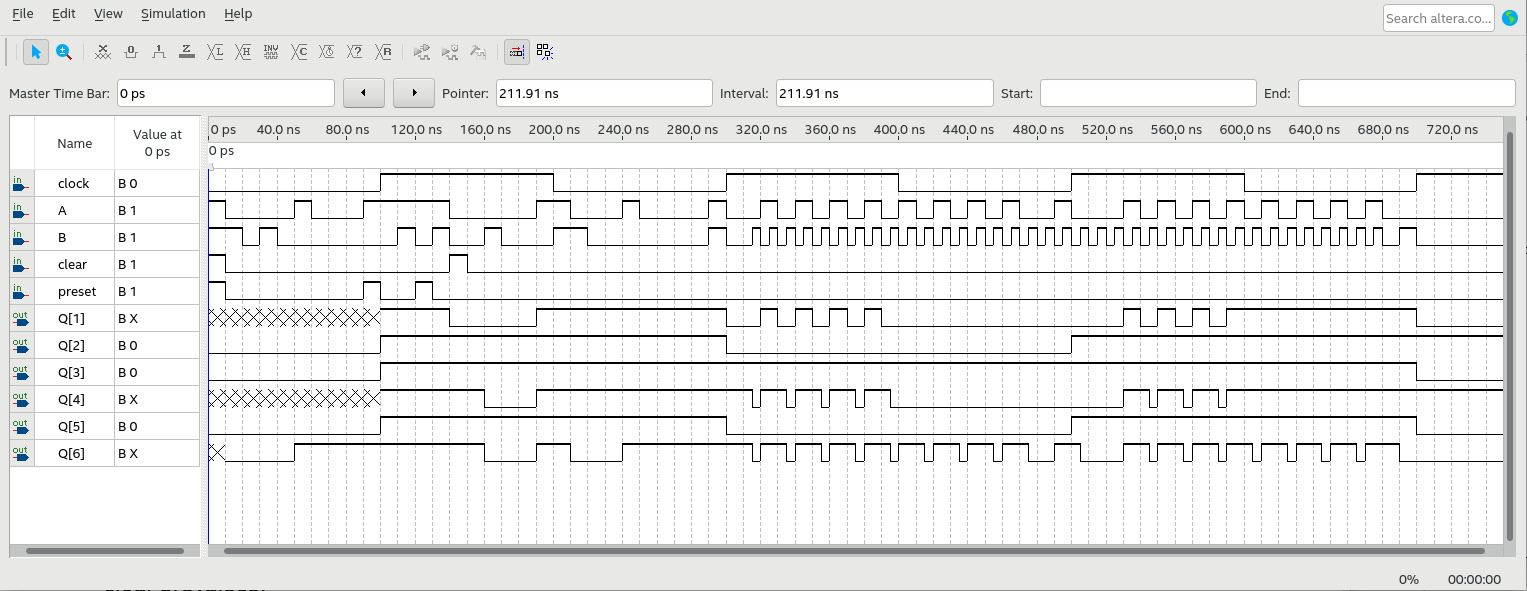 File Edit View Simulation Help
Search altera.co...
Master Time Bar: 0 ps Pointer: 211.91 ns Interval: 211.91 ns Start: End:
Name Value at 0 ps
0 ps 40.0 ns 80.0 ns 120.0 ns 160.0 ns 200.0 ns 240.0 ns 280.0 ns 320.0 ns 360.0 ns 400.0 ns 440.0 ns 480.0 ns 520.0 ns 560.0 ns 600.0 ns 640.0 ns 680.0 ns 720.0 ns
0 ps
in clock B 0
in A B 1
in B B 1
in clear B 1
in preset B 1
out Q[1] B X
out Q[2] B 0
out Q[3] B 0
out Q[4] B X
out Q[5] B 0
out Q[6] B X
0% 00:00:00